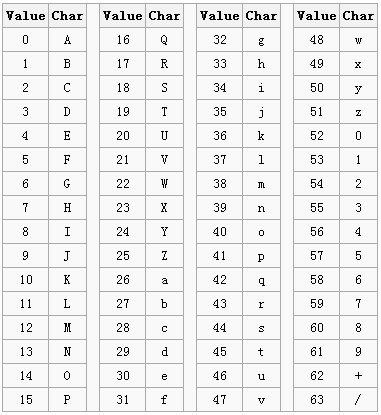 Value Char Value Char Value Char Value Char
0 A 16 Q 32 g 48 w
1 B 17 R 33 h 49 x
2 C 18 S 34 i 50 y
3 D 19 T 35 j 51 z
4 E 20 U 36 k 52 0
5 F 21 V 37 l 53 1
6 G 22 W 38 m 54 2
7 H 23 X 39 n 55 3
8 I 24 Y 40 o 56 4
9 J 25 Z 41 p 57 5
10 K 26 a 42 q 58 6
11 L 27 b 43 r 59 7
12 M 28 c 44 s 60 8
13 N 29 d 45 t 61 9
14 O 30 e 46 u 62 +
15 P 31 f 47 v 63 /